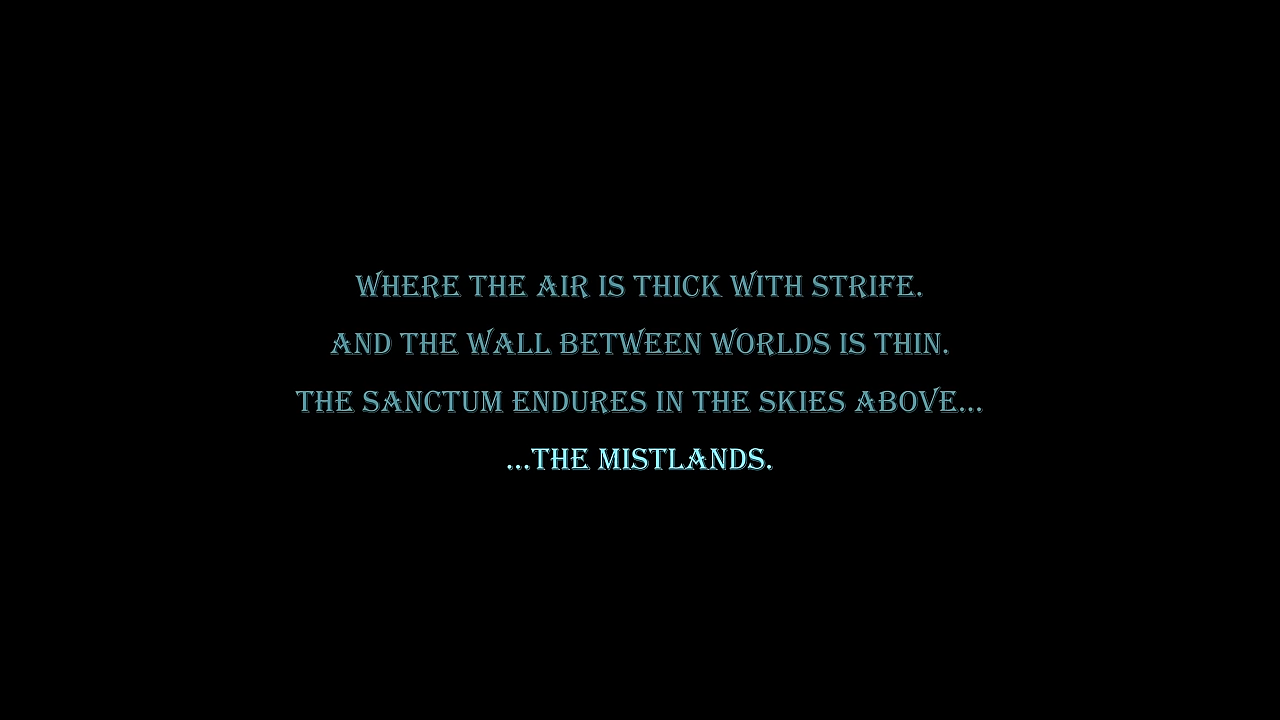 WHERE THE AIR IS THICK WITH STRIFE.
AND THE WALL BETWEEN WORLDS IS THIN.
THE SANCTUM ENDURES IN THE SKIES ABOVE...
...THE MISTLANDS.